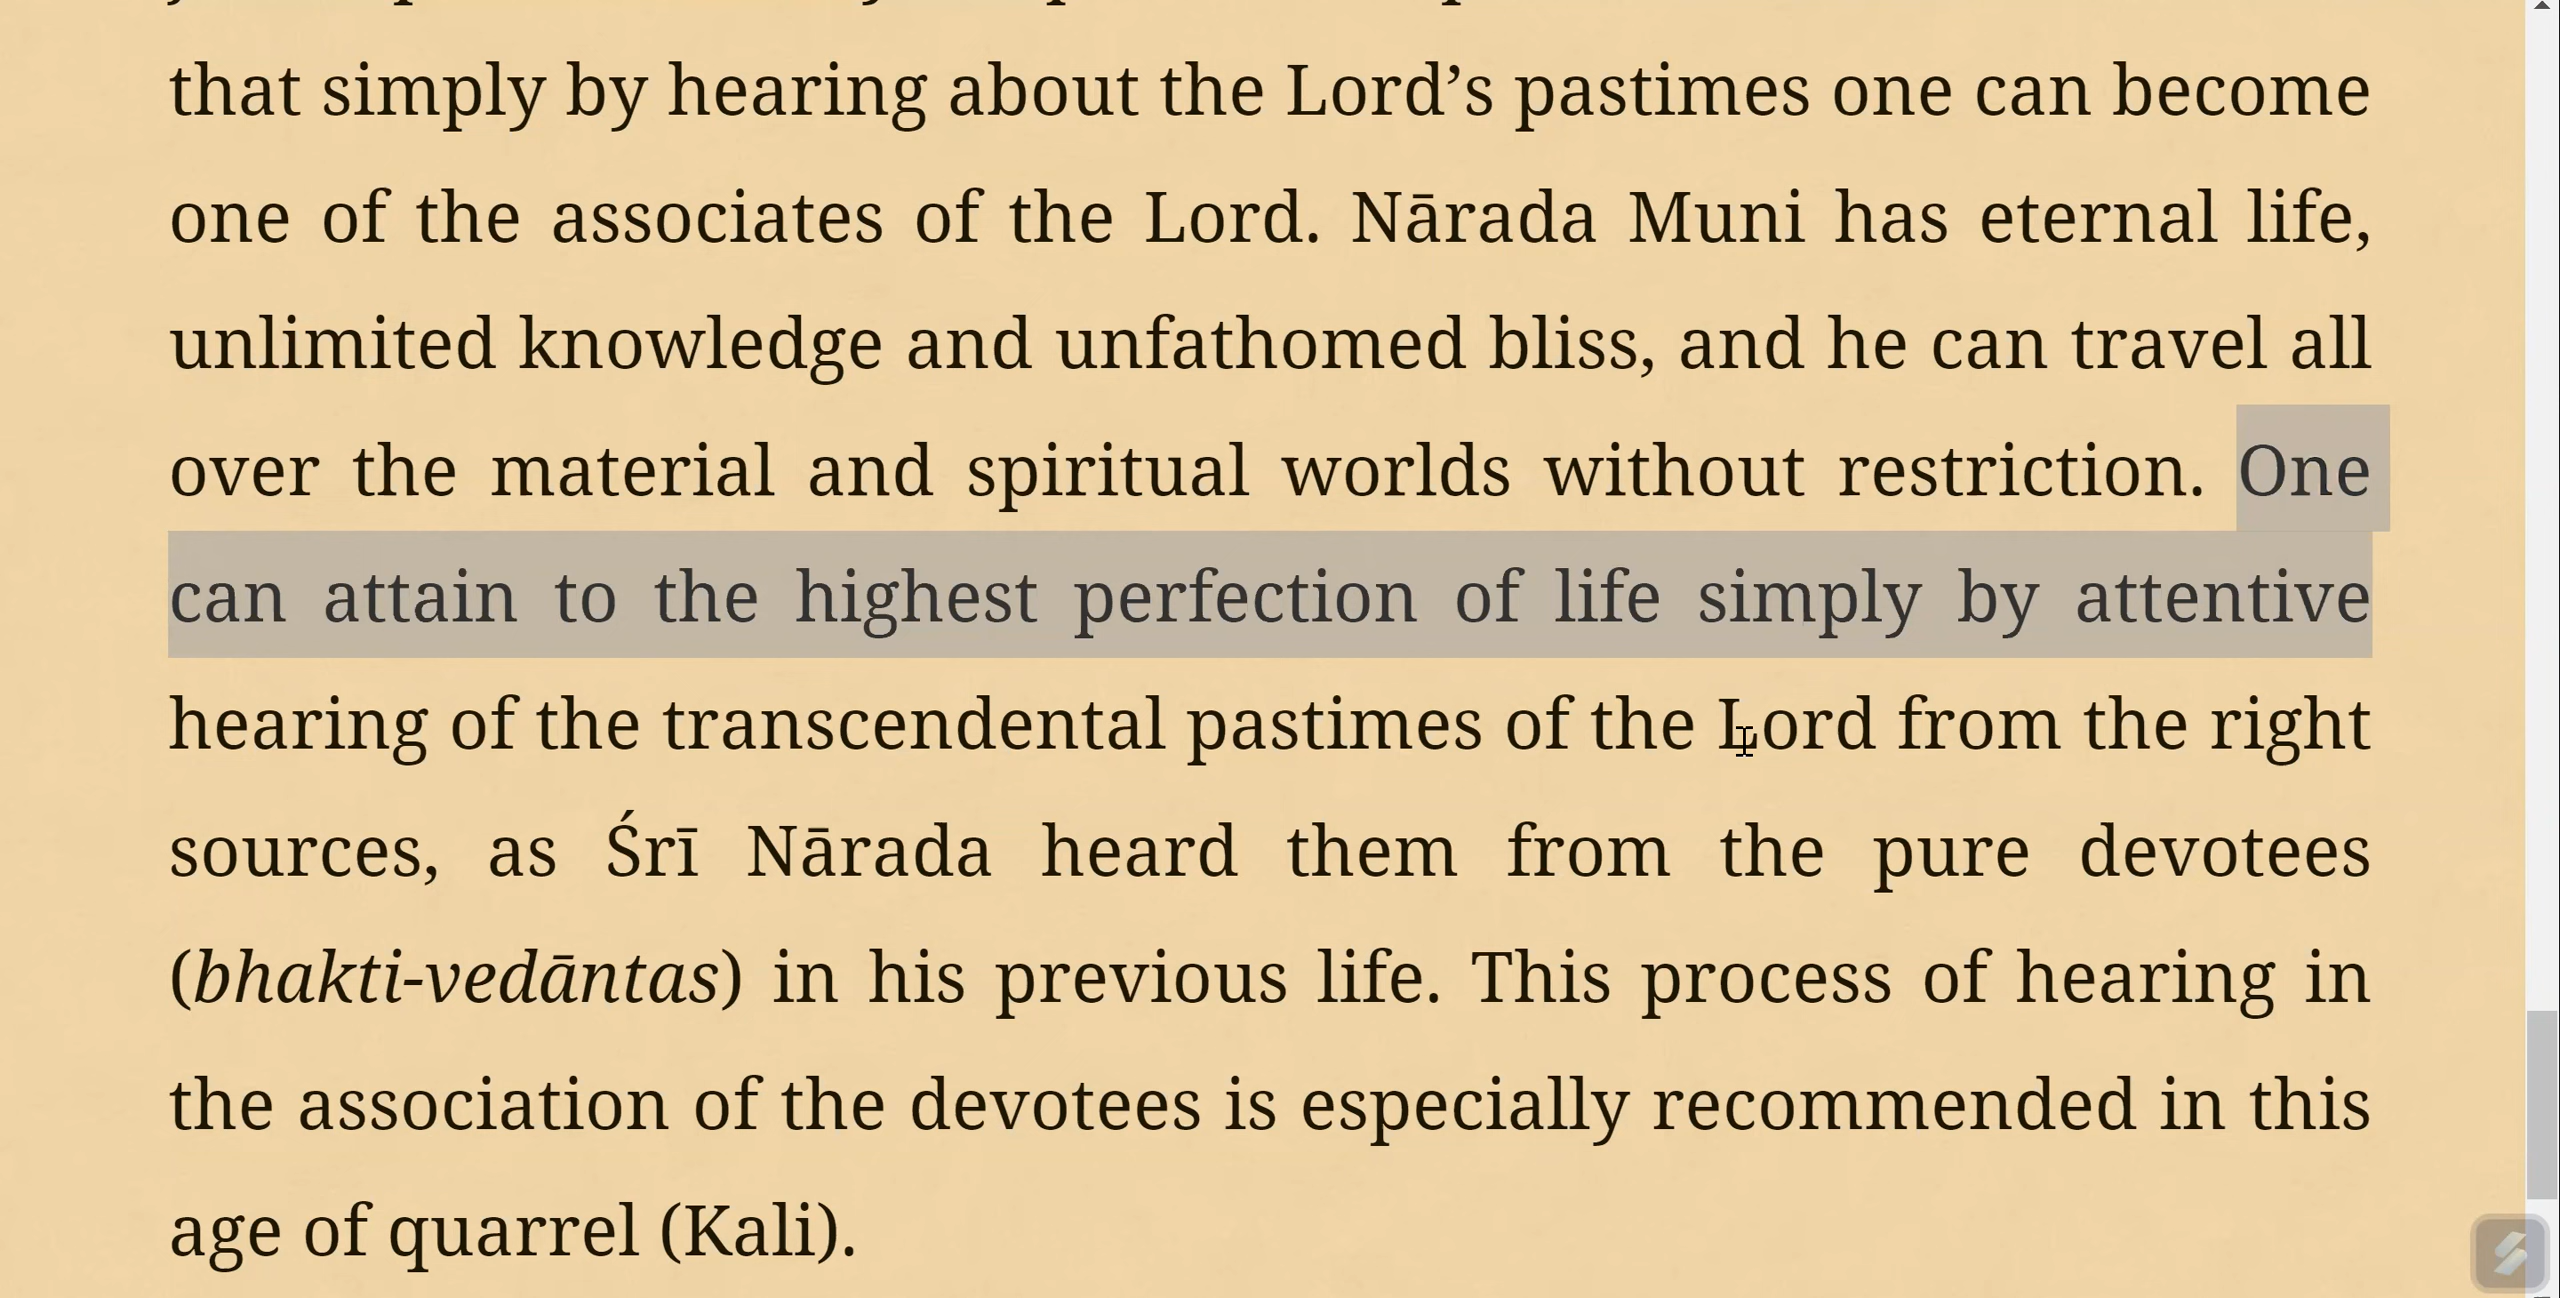 that simply by hearing about the Lord’s pastimes one can become
one of the associates of the Lord. Nārada Muni has eternal life,
unlimited knowledge and unfathomed bliss, and he can travel all
over the material and spiritual worlds without restriction. One
can attain to the highest perfection of life simply by attentive
hearing of the transcendental pastimes of the Lord from the right
sources, as Śrī Nārada heard them from the pure devotees
(bhakti-vedāntas) in his previous life. This process of hearing in
the association of the devotees is especially recommended in this
age of quarrel (Kali).